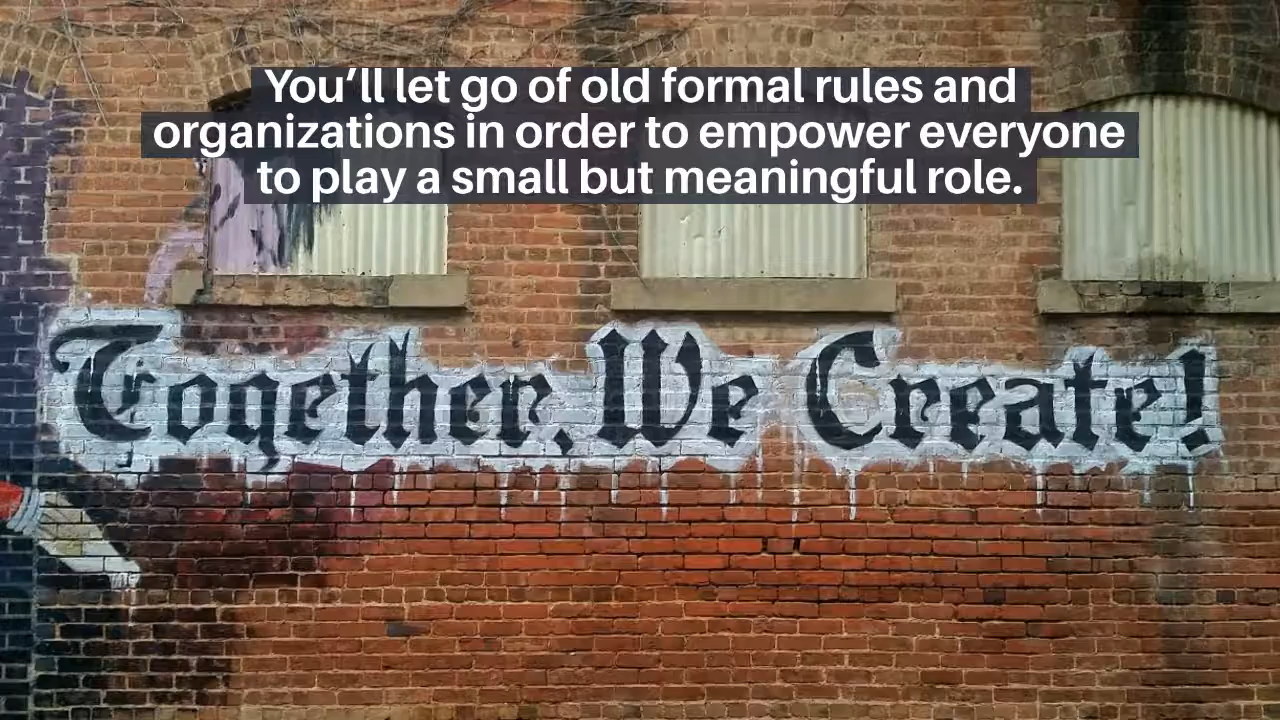 You’ll let go of old formal rules and
organizations in order to empower everyone
to play a small but meaningful role.
Together, We Create!